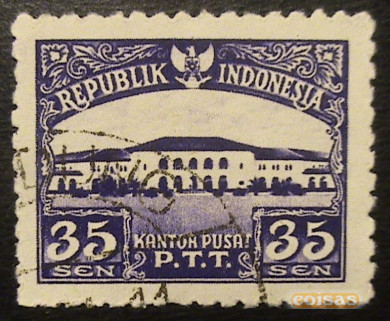 REPUBLIK INDONESIA
35 SEN
KANTOR PUSAT
P.T.T.
35 SEN
coisas